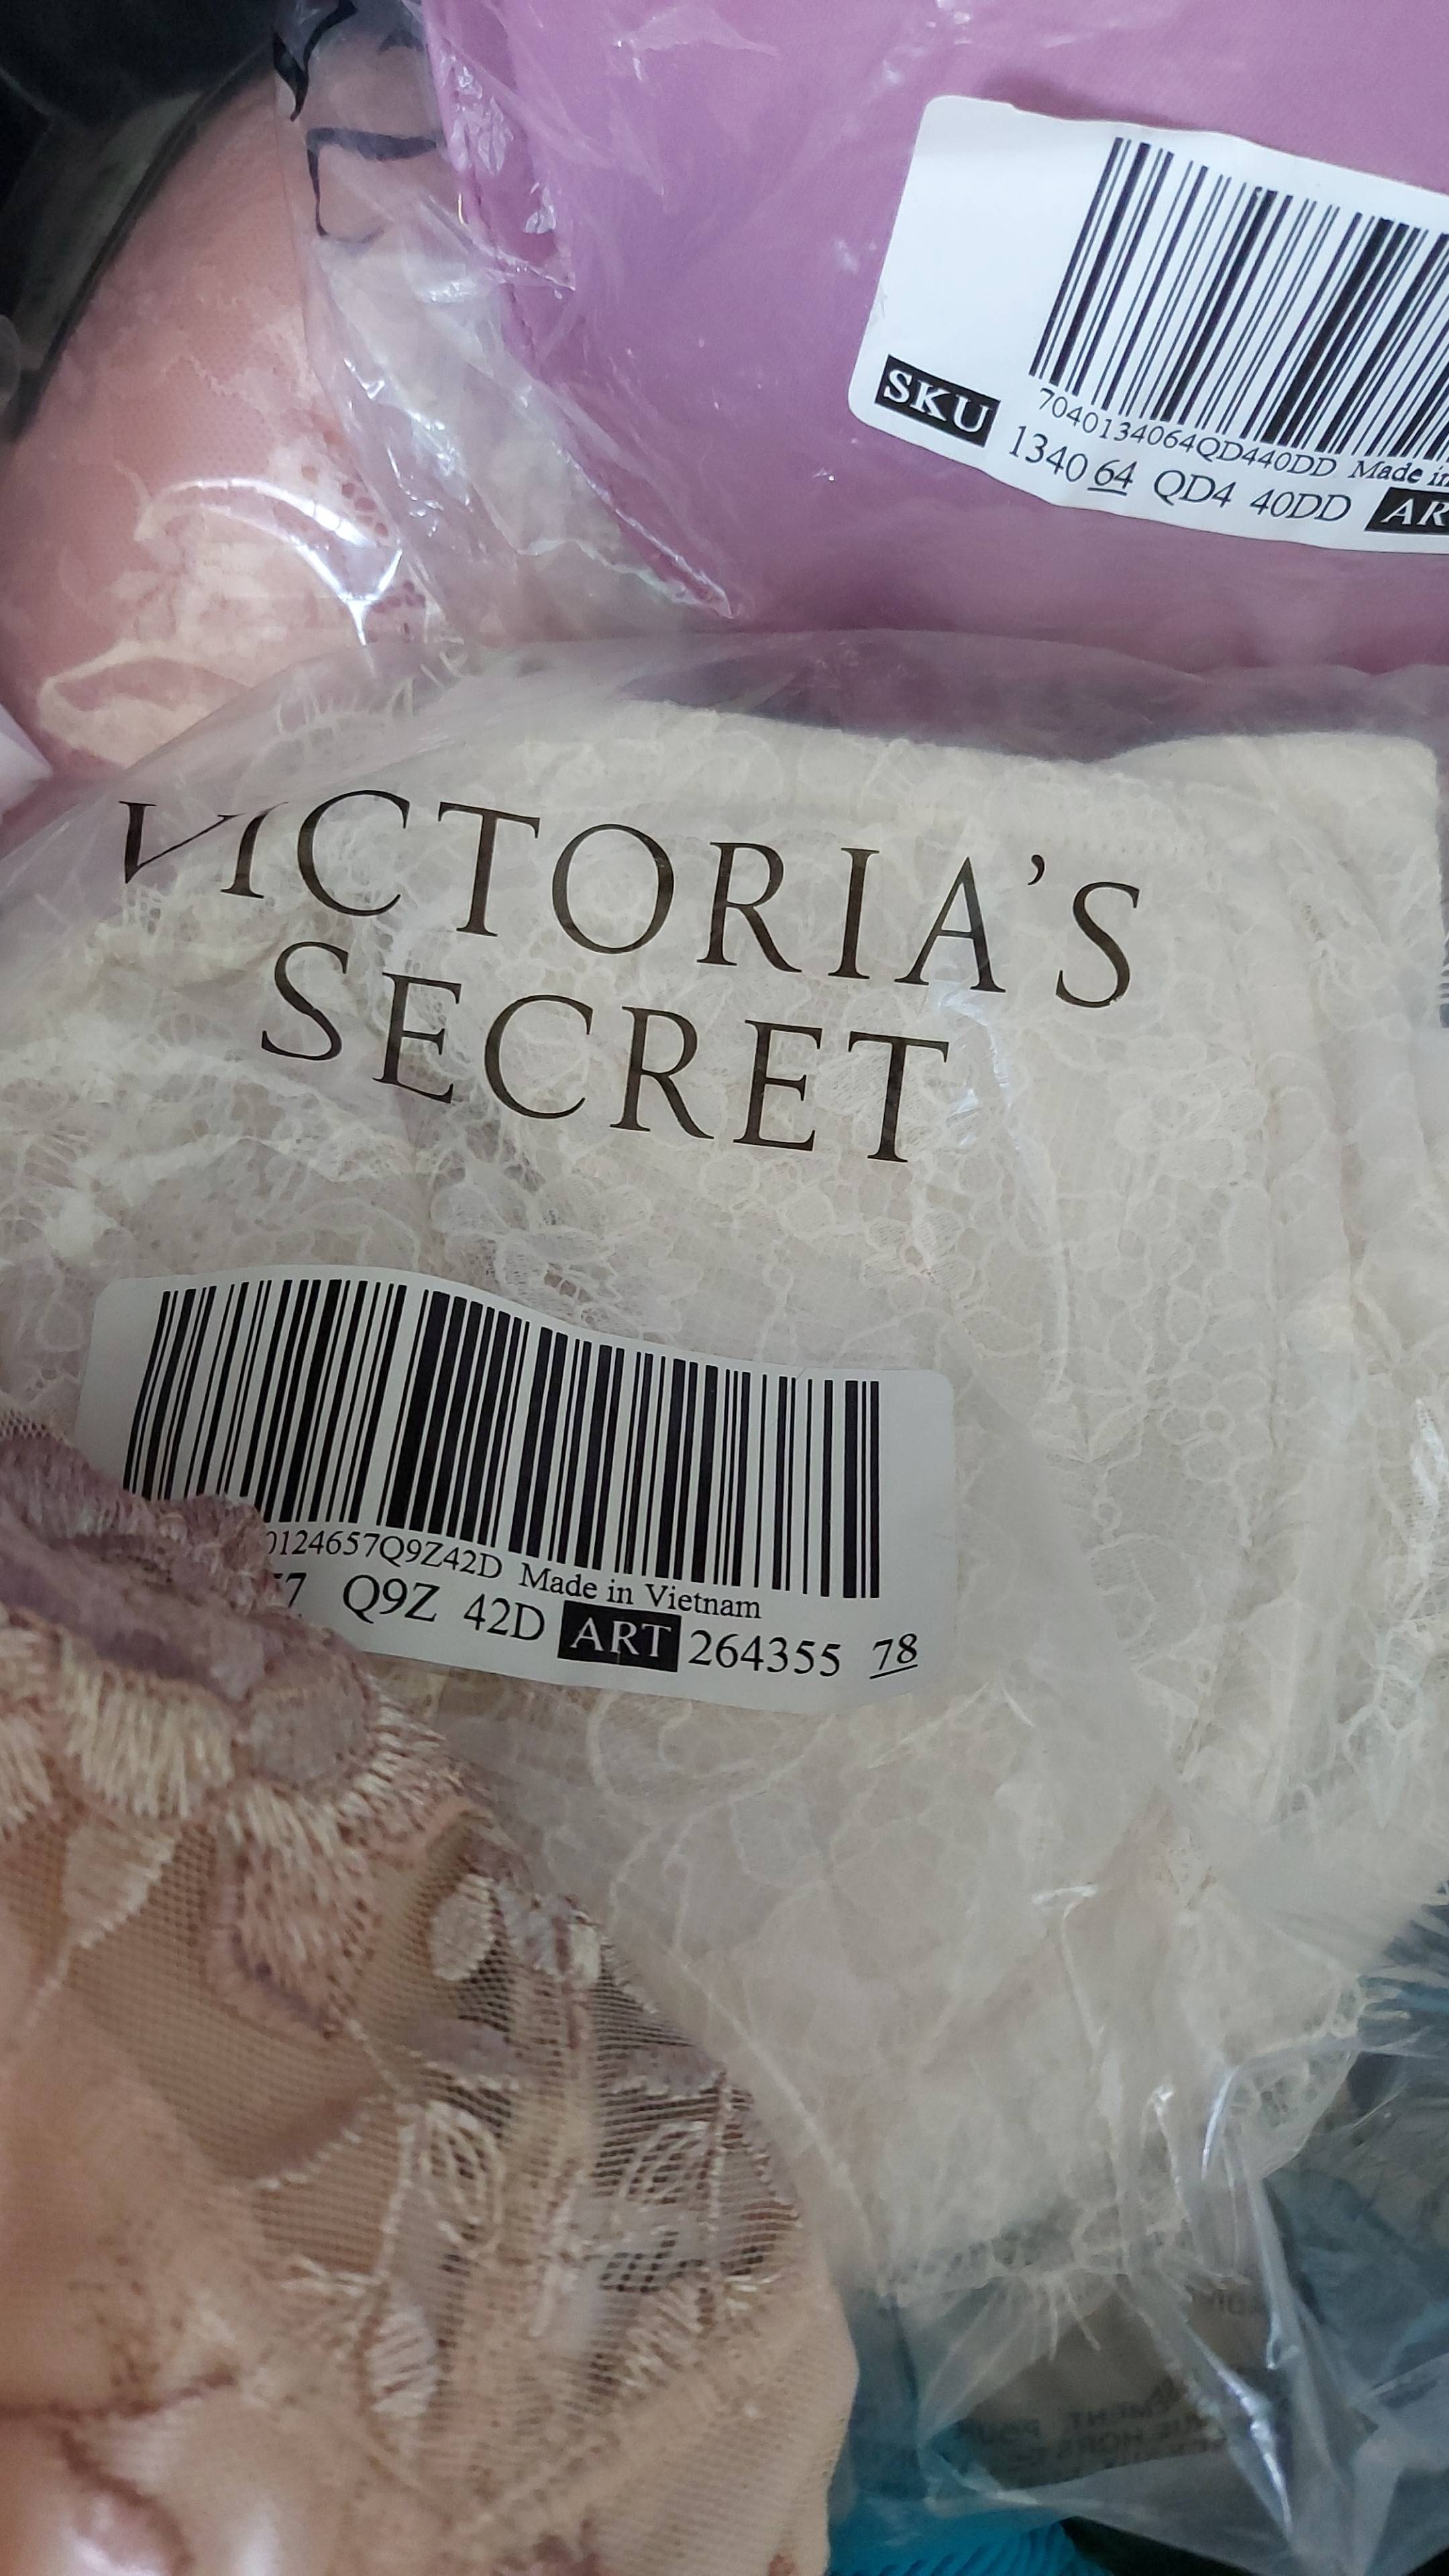 SKU
7040134064QD440DD Made in
1340 64 QD4 40DD
VICTORIA'S
SECRET
0124657Q9Z42D Made in Vietnam
57 Q9Z 42D ART 264355 78